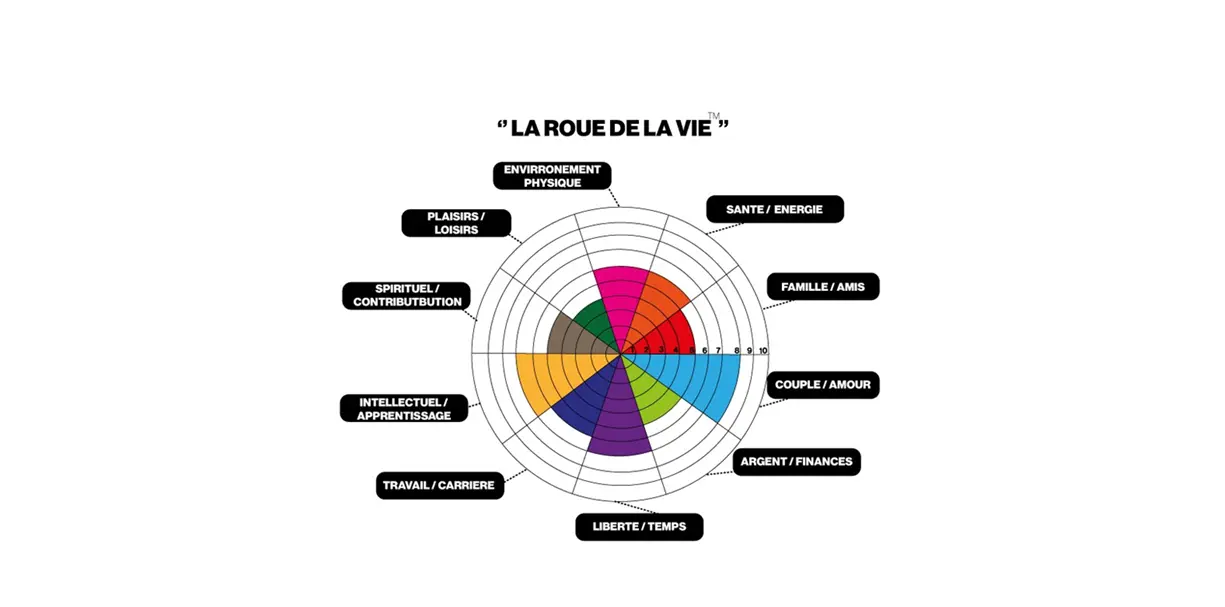 ‘’ LA ROUE DE LA VIE™ ’’
ENVIRRONEMENT
PHYSIQUE
SANTE / ENERGIE
PLAISIRS /
LOISIRS
FAMILLE / AMIS
SPIRITUEL /
CONTRIBUTBUTION
1 2 3 4 5 6 7 8 9 10
COUPLE / AMOUR
INTELLECTUEL /
APPRENTISSAGE
ARGENT / FINANCES
TRAVAIL / CARRIERE
LIBERTE / TEMPS